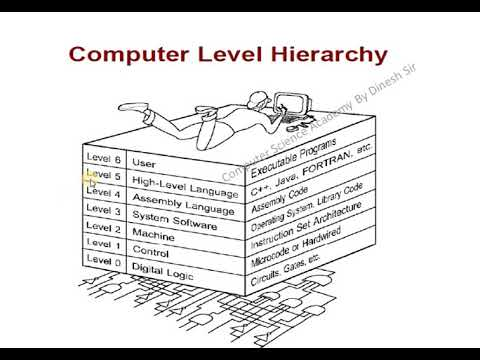 Computer Level Hierarchy
Computer Science Academy By Dinesh Sir
Level 6 User Executable Programs
Level 5 High-Level Language C++, Java, FORTRAN, etc.
Level 4 Assembly Language Assembly Code
Level 3 System Software Operating System, Library Code
Level 2 Machine Instruction Set Architecture
Level 1 Control Microcode or Hardwired
Level 0 Digital Logic Circuits, Gates, etc.